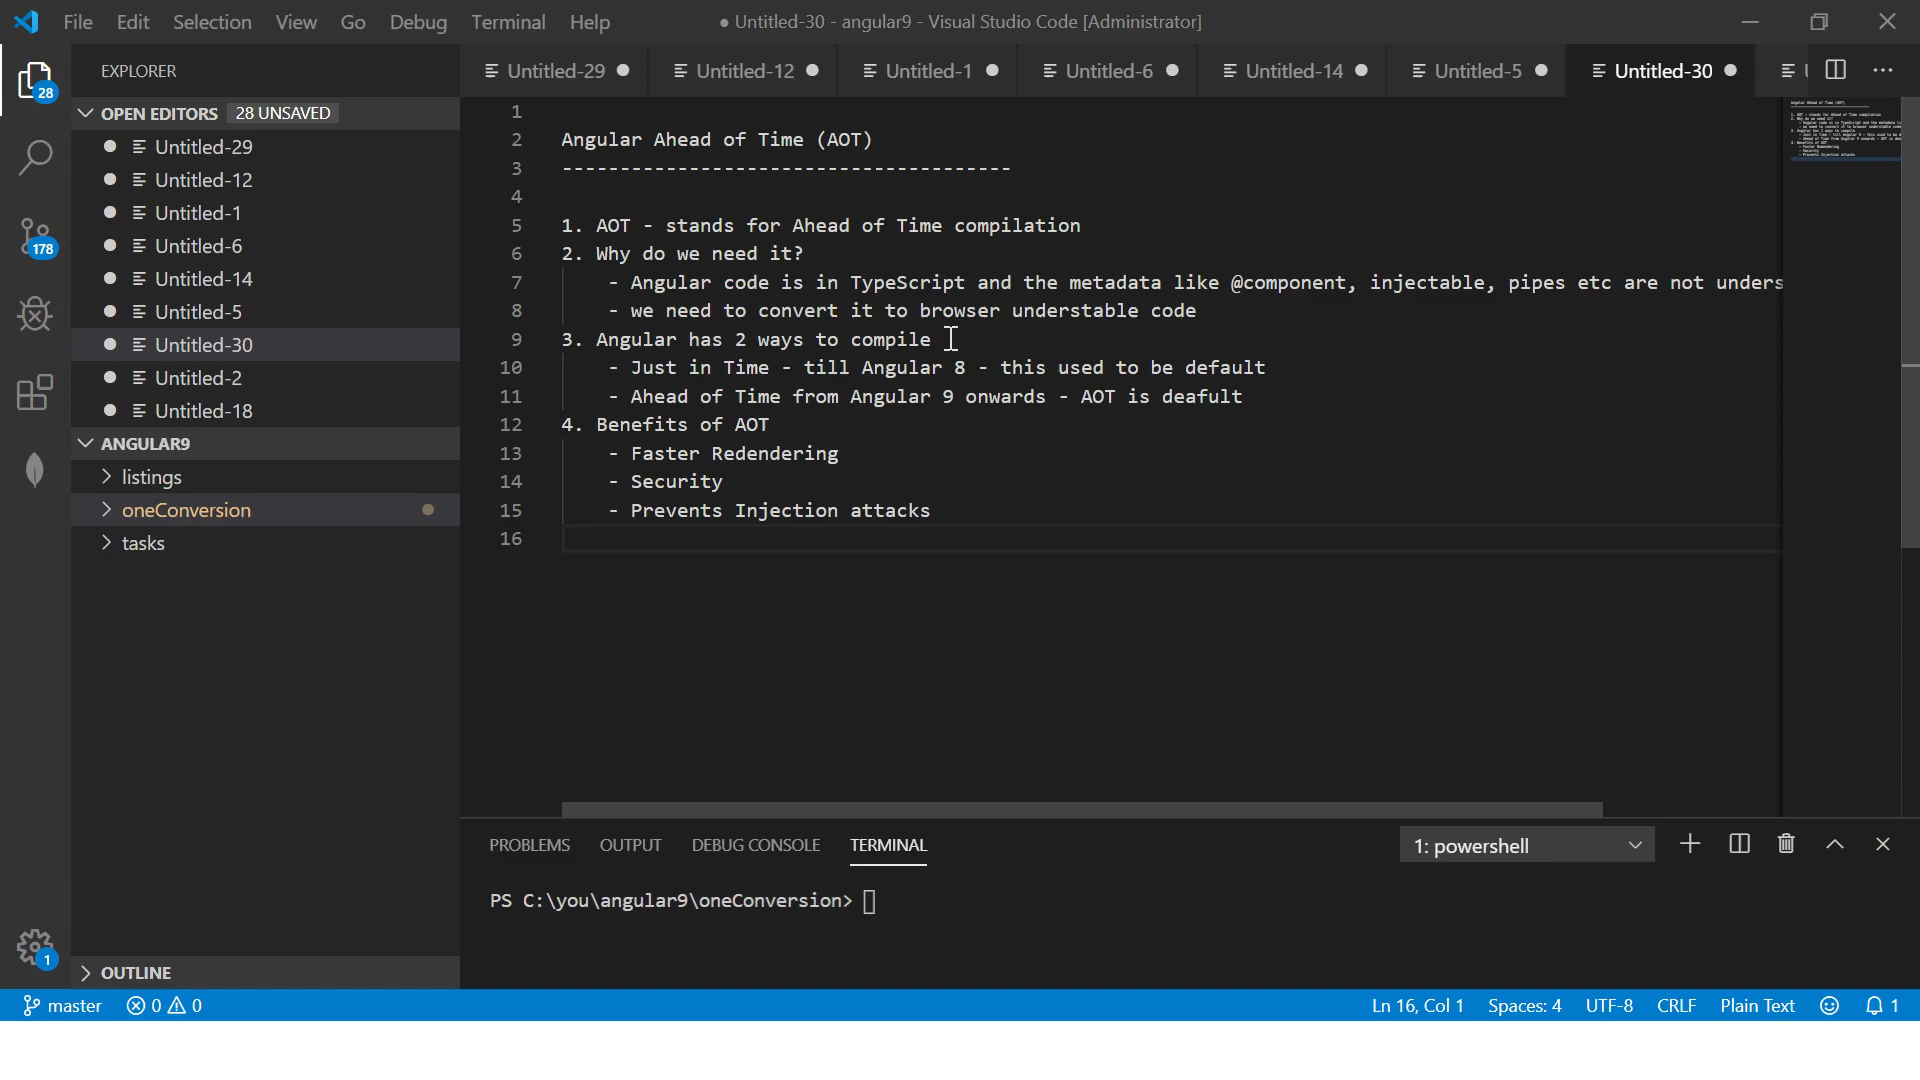 File Edit Selection View Go Debug Terminal Help
● Untitled-30 - angular9 - Visual Studio Code [Administrator]
EXPLORER
28
178
1
OPEN EDITORS 28 UNSAVED
Untitled-29
Untitled-12
Untitled-1
Untitled-6
Untitled-14
Untitled-5
Untitled-30
Untitled-2
Untitled-18
ANGULAR9
listings
oneConversion
tasks
OUTLINE
Untitled-29 Untitled-12 Untitled-1 Untitled-6 Untitled-14 Untitled-5 Untitled-30
1
2 Angular Ahead of Time (AOT)
3 ---------------------------------------
4
5 1. AOT - stands for Ahead of Time compilation
6 2. Why do we need it?
7 - Angular code is in TypeScript and the metadata like @component, injectable, pipes etc are not unders
8 - we need to convert it to browser understable code
9 3. Angular has 2 ways to compile
10 - Just in Time - till Angular 8 - this used to be default
11 - Ahead of Time from Angular 9 onwards - AOT is deafult
12 4. Benefits of AOT
13 - Faster Redendering
14 - Security
15 - Prevents Injection attacks
16
PROBLEMS OUTPUT DEBUG CONSOLE TERMINAL 1: powershell
PS C:\you\angular9\oneConversion>
master 0 0 Ln 16, Col 1 Spaces: 4 UTF-8 CRLF Plain Text 1